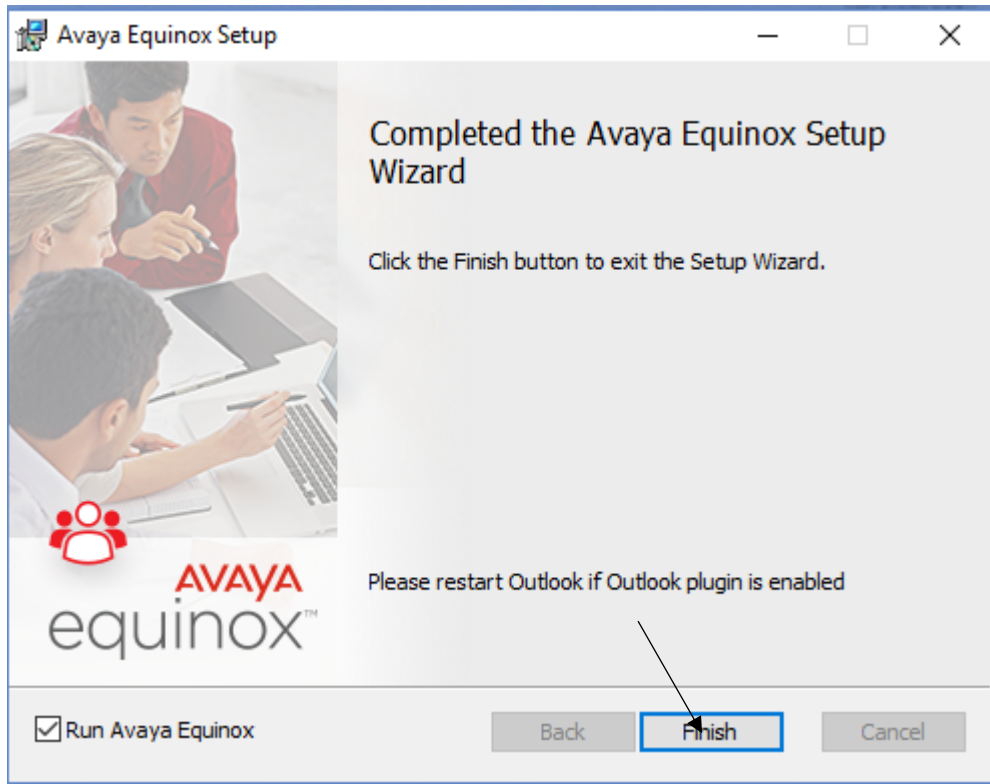 Avaya Equinox Setup
Completed the Avaya Equinox Setup
Wizard
Click the Finish button to exit the Setup Wizard.
AVAYA
equinox™
Please restart Outlook if Outlook plugin is enabled
Run Avaya Equinox
Back
Finish
Cancel